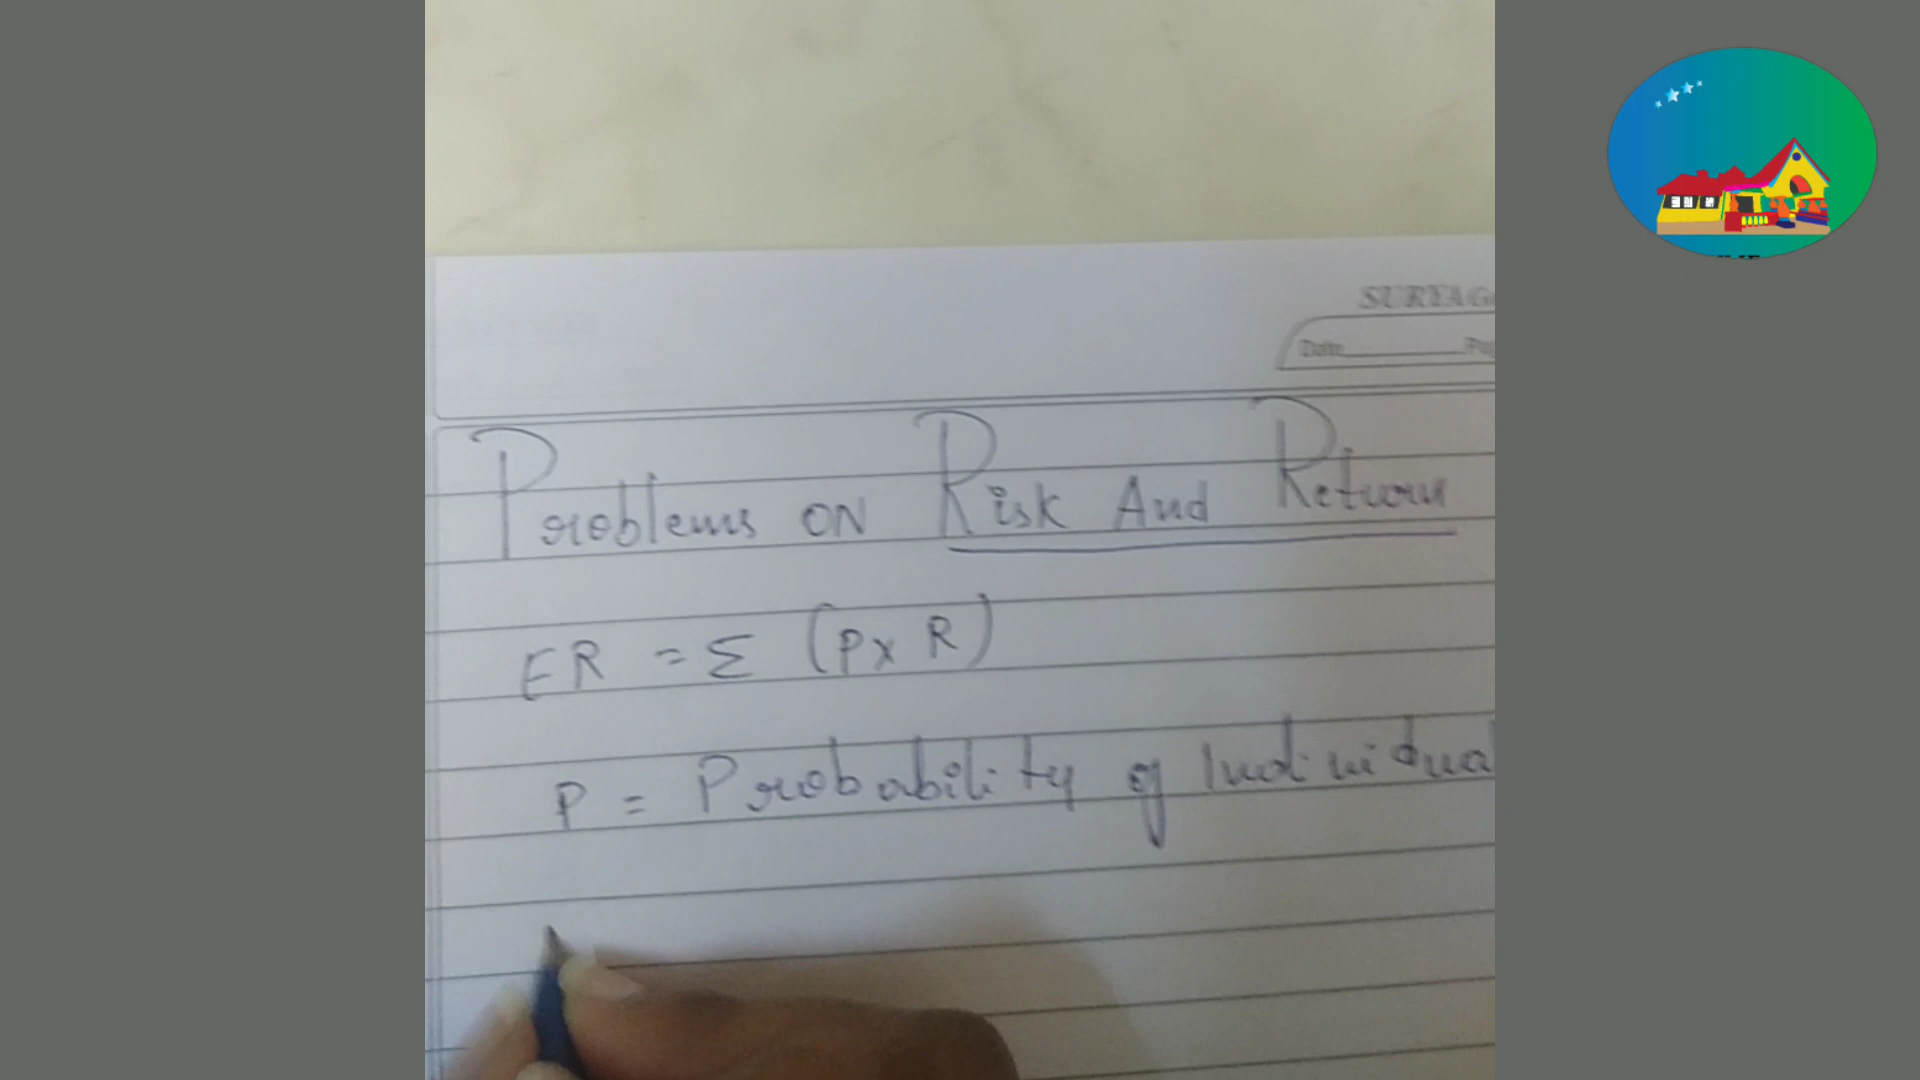 SURYAG
Date
Problems ON Risk And Return
ER = Σ (P x R)
P = Probability of Individual